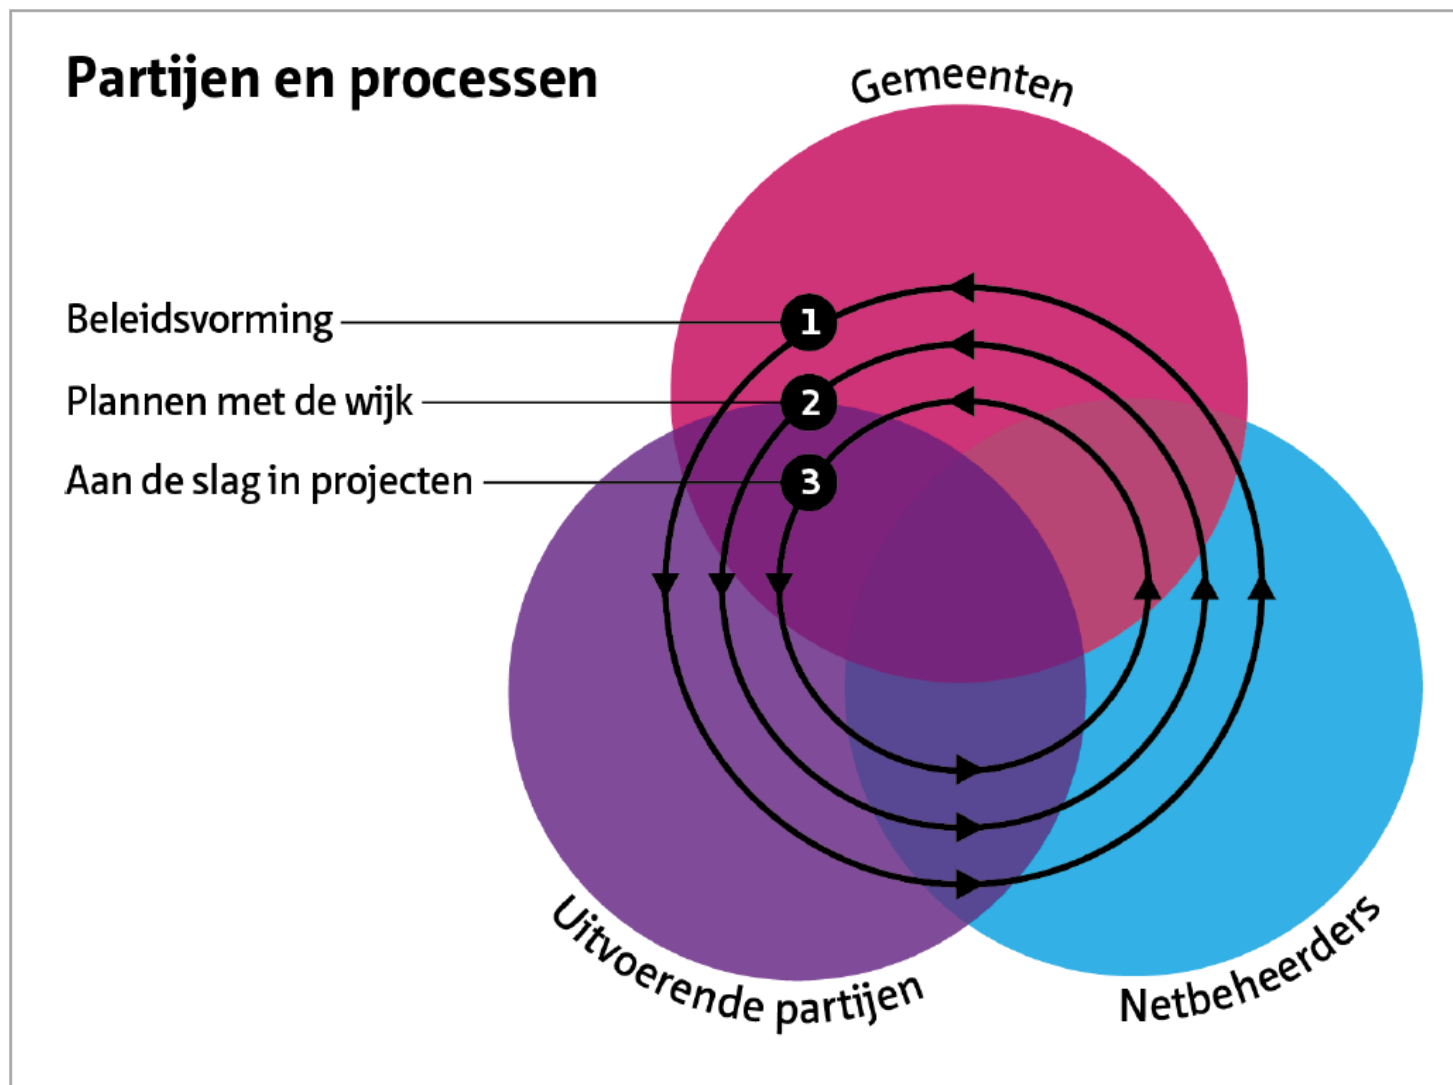 Partijen en processen
Gemeenten
Beleidsvorming
1
Plannen met de wijk
2
Aan de slag in projecten
3
Uitvoerende partijen
Netbeheerders